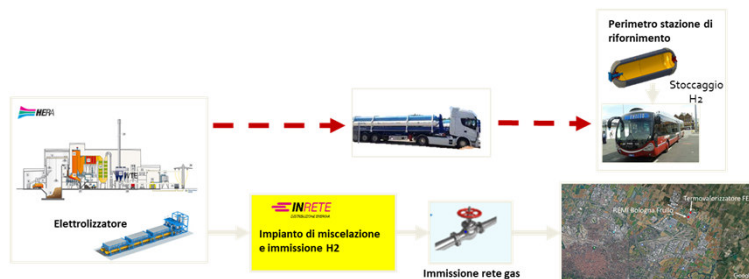 Perimetro stazione di
rifornimento
Stoccaggio
H2
HERA
Elettrolizzatore
INRETE
DISTRIBUZIONE ENERGIA
Impianto di miscelazione
e immissione H2
Immissione rete gas
Termovalorizzatore FE
REMI Bologna Frullo